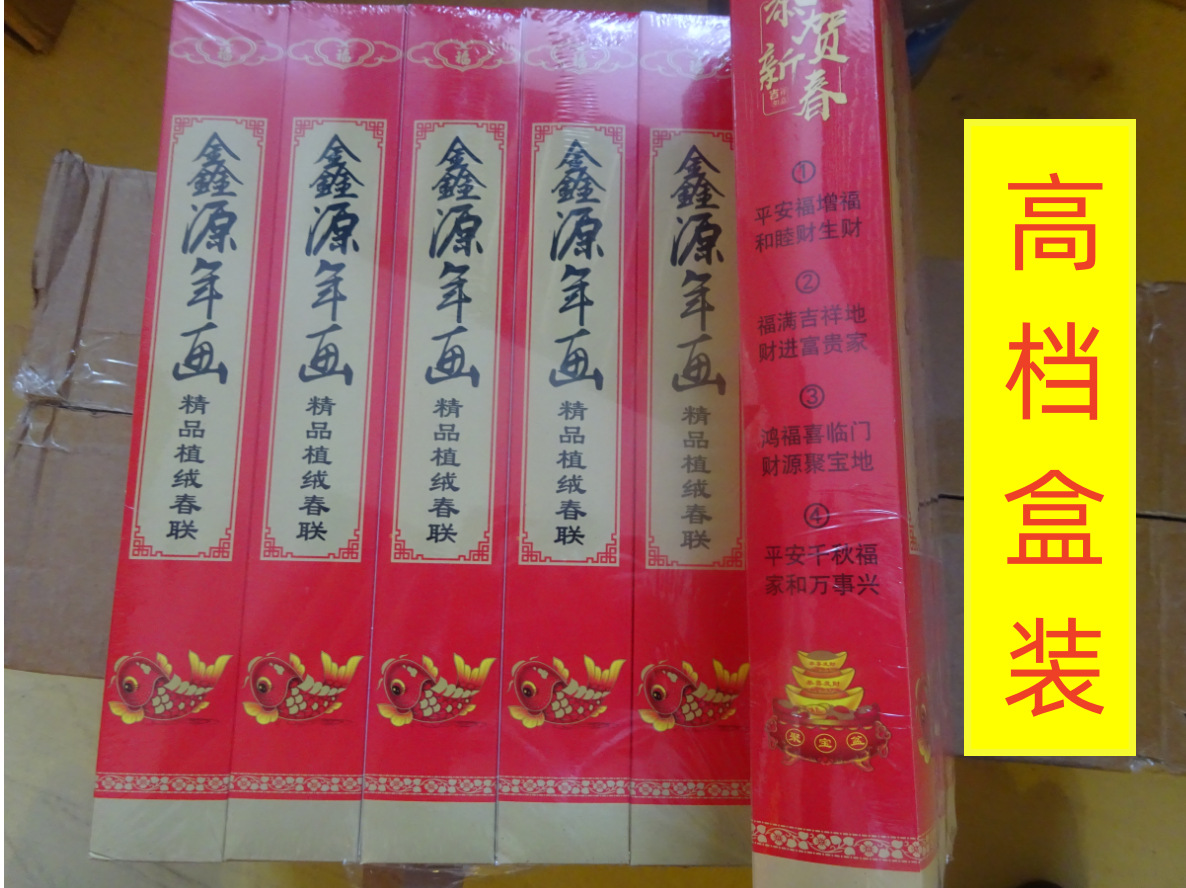 鑫源年画
精品植绒春联
鑫源年画
精品植绒春联
鑫源年画
精品植绒春联
鑫源年画
精品植绒春联
鑫源年画
精品植绒春联
恭贺
新春
①
平安福增福
和睦财生财
②
福满吉祥地
财进富贵家
③
鸿福喜临门
财源聚宝地
④
平安千秋福
家和万事兴
聚宝盆
高档盒装